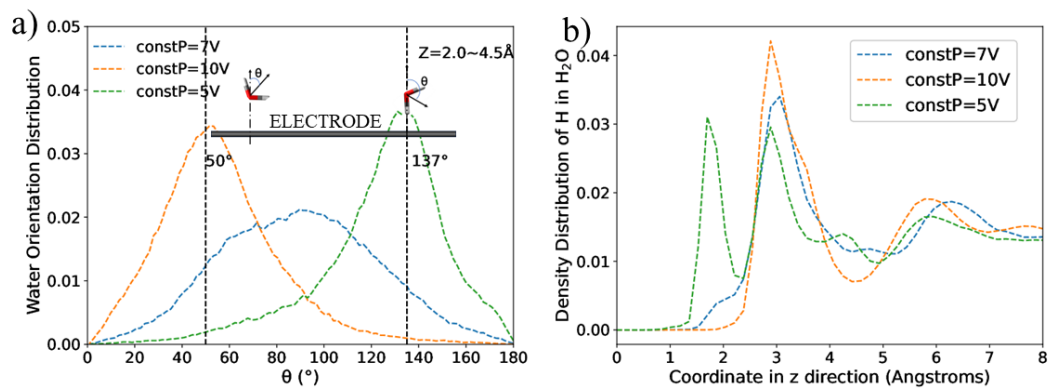 a)
0.05
0.04
0.03
0.02
0.01
0.00
Water Orientation Distribution
constP=7V
constP=10V
constP=5V
Z=2.0~4.5Å
θ
θ
ELECTRODE
50°
137°
0 20 40 60 80 100 120 140 160 180
θ (°)
b)
0.04
0.03
0.02
0.01
0.00
Density Distribution of H in H₂O
constP=7V
constP=10V
constP=5V
0 1 2 3 4 5 6 7 8
Coordinate in z direction (Angstroms)